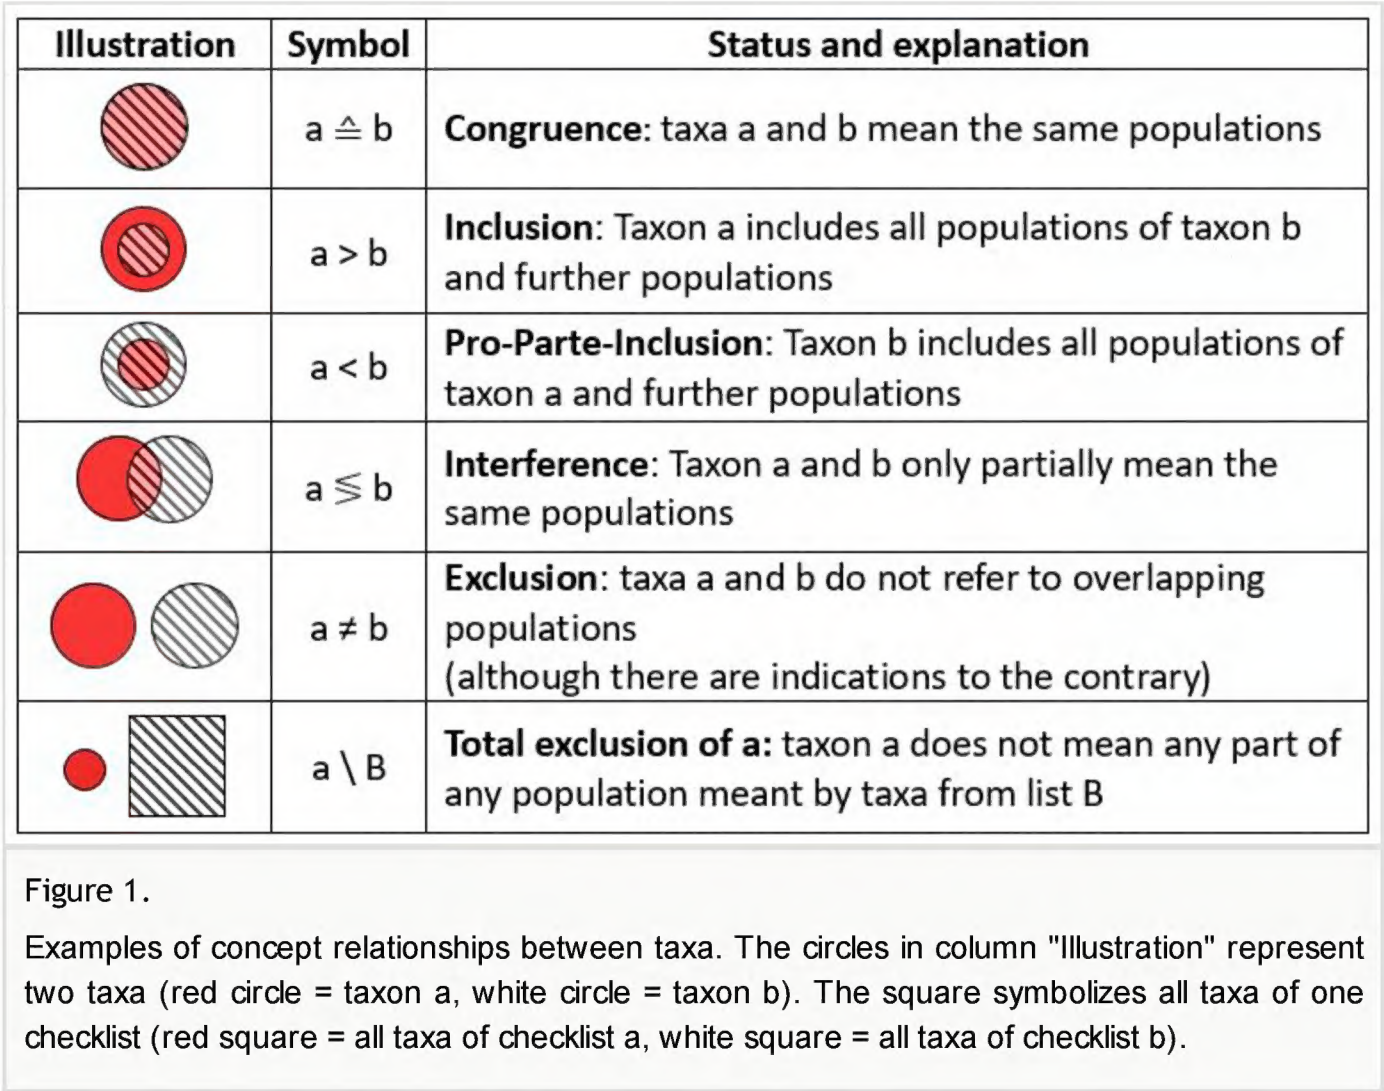 Illustration Symbol Status and explanation
a ≙ b Congruence: taxa a and b mean the same populations
a > b Inclusion: Taxon a includes all populations of taxon b
and further populations
a < b Pro-Parte-Inclusion: Taxon b includes all populations of
taxon a and further populations
a ≶ b Interference: Taxon a and b only partially mean the
same populations
a ≠ b Exclusion: taxa a and b do not refer to overlapping
populations
(although there are indications to the contrary)
a \ B Total exclusion of a: taxon a does not mean any part of
any population meant by taxa from list B
Figure 1.
Examples of concept relationships between taxa. The circles in column "Illustration" represent
two taxa (red circle = taxon a, white circle = taxon b). The square symbolizes all taxa of one
checklist (red square = all taxa of checklist a, white square = all taxa of checklist b).